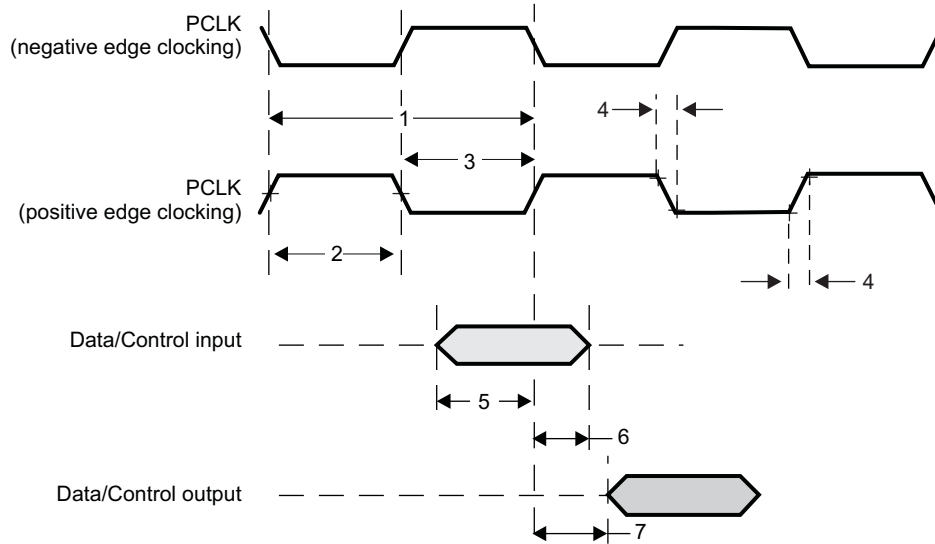 PCLK
(negative edge clocking)
1
4
3
PCLK
(positive edge clocking)
2
4
Data/Control input
5
6
Data/Control output
7